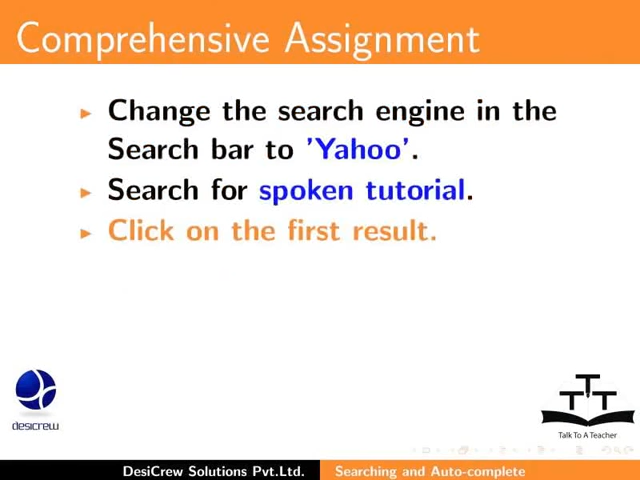 Comprehensive Assignment
Change the search engine in the
Search bar to 'Yahoo'.
Search for spoken tutorial.
Click on the first result.
desicrew
TTT
Talk To A Teacher
DesiCrew Solutions Pvt.Ltd.
Searching and Auto-complete